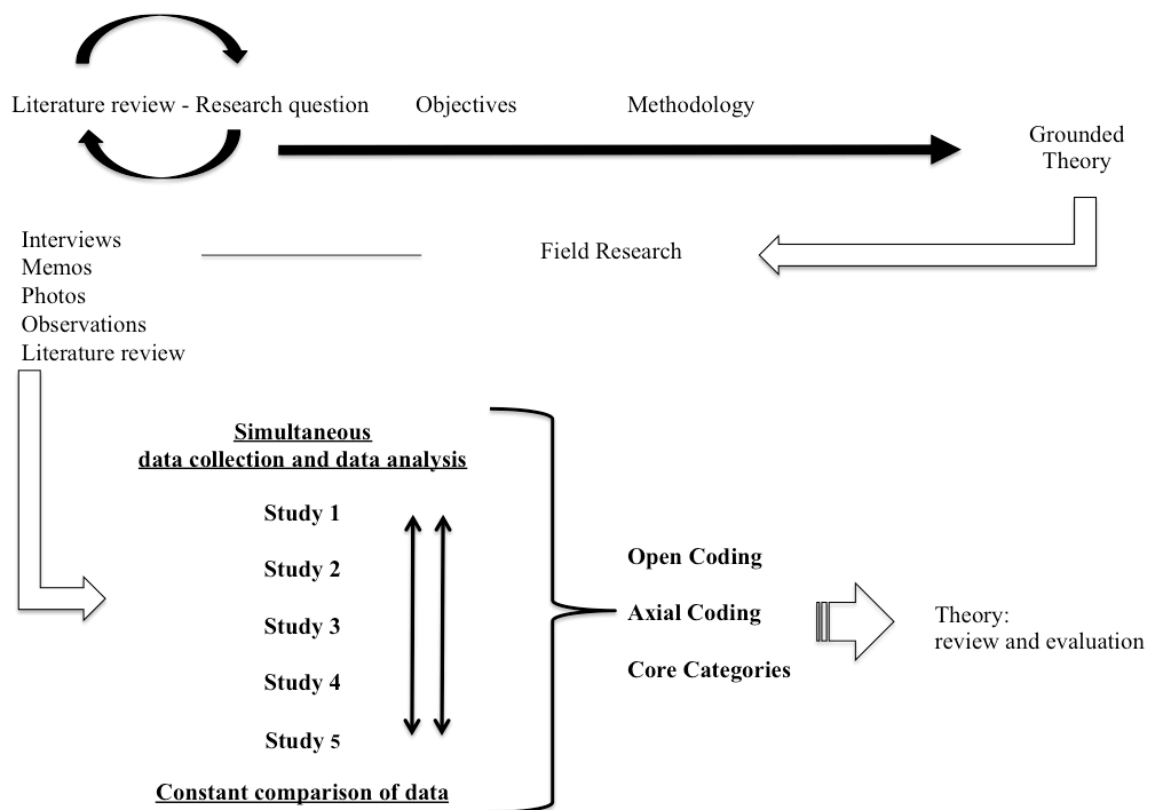 Literature review - Research question
Objectives
Methodology
Grounded
Theory
Interviews
Memos
Photos
Observations
Literature review
Field Research
Simultaneous
data collection and data analysis
Study 1
Study 2
Study 3
Study 4
Study 5
Constant comparison of data
Open Coding
Axial Coding
Core Categories
Theory:
review and evaluation